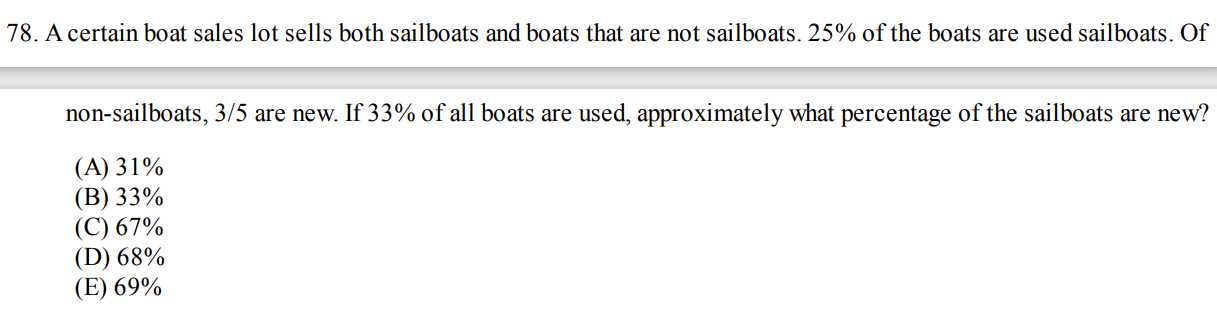 78. A certain boat sales lot sells both sailboats and boats that are not sailboats. 25% of the boats are used sailboats. Of
non-sailboats, 3/5 are new. If 33% of all boats are used, approximately what percentage of the sailboats are new?
(A) 31%
(B) 33%
(C) 67%
(D) 68%
(E) 69%